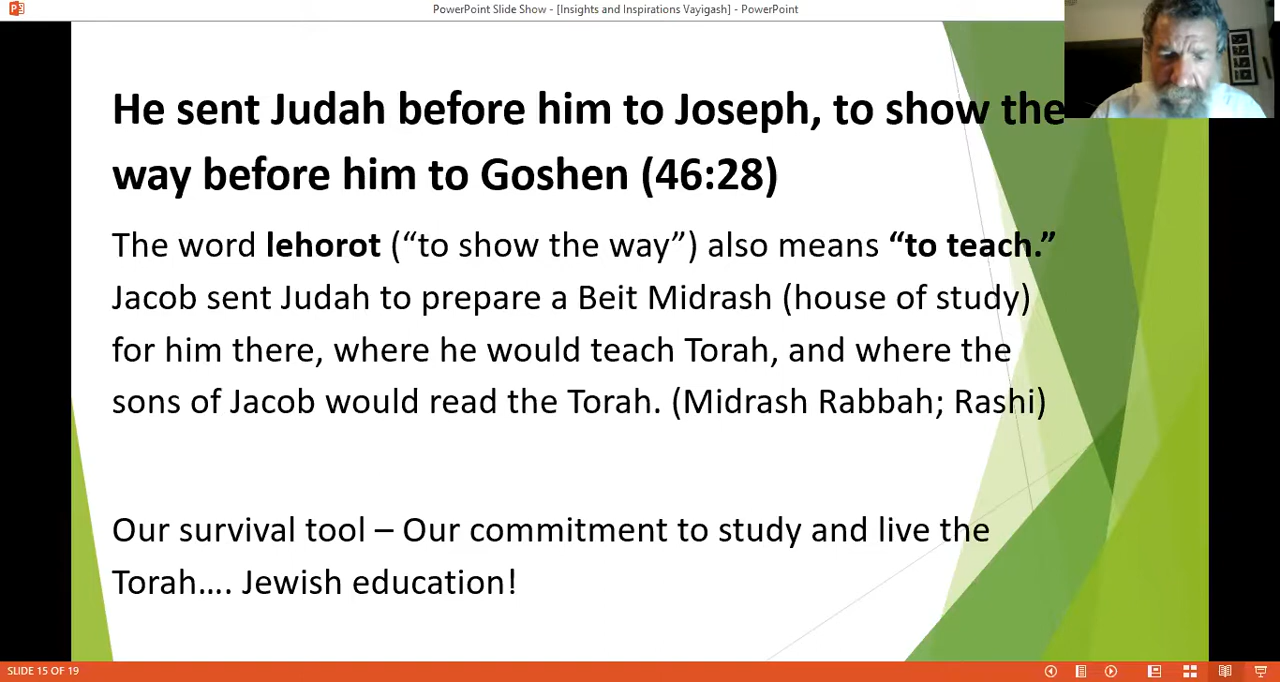 PowerPoint Slide Show - [Insights and Inspirations Vayigash] - PowerPoint
He sent Judah before him to Joseph, to show the
way before him to Goshen (46:28)
The word lehorot (“to show the way”) also means “to teach.”
Jacob sent Judah to prepare a Beit Midrash (house of study)
for him there, where he would teach Torah, and where the
sons of Jacob would read the Torah. (Midrash Rabbah; Rashi)
Our survival tool – Our commitment to study and live the
Torah…. Jewish education!
SLIDE 15 OF 19